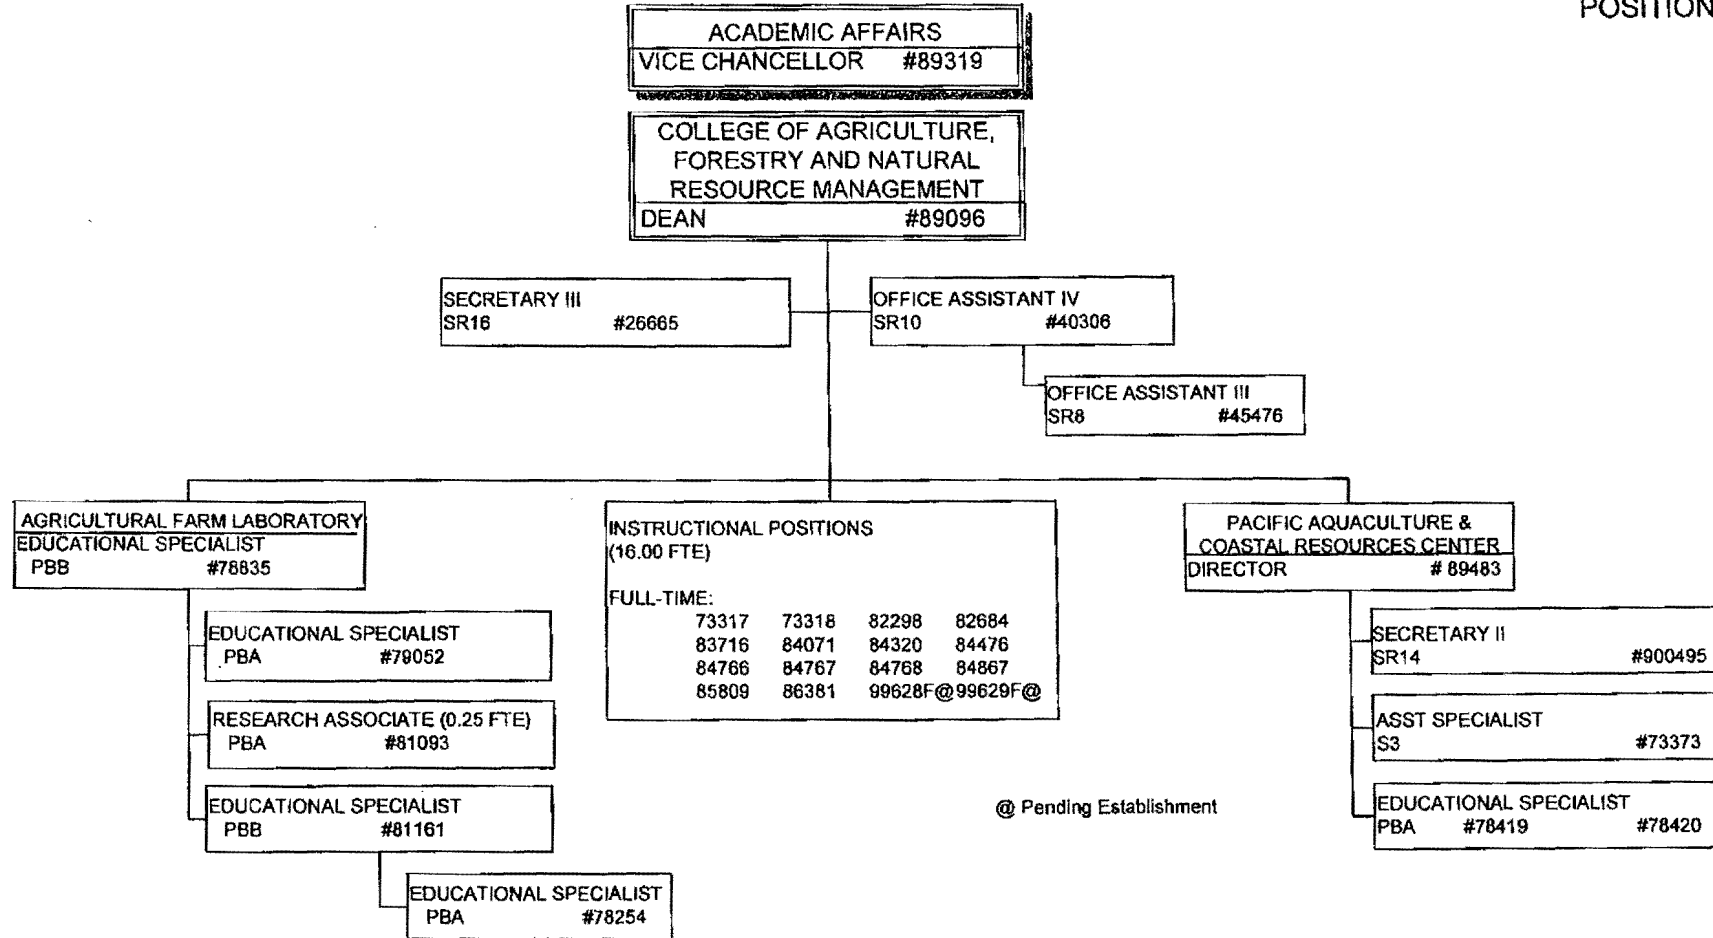 POSITION
ACADEMIC AFFAIRS
VICE CHANCELLOR #89319
COLLEGE OF AGRICULTURE,
FORESTRY AND NATURAL
RESOURCE MANAGEMENT
DEAN #89096
SECRETARY III
SR16 #26665
OFFICE ASSISTANT IV
SR10 #40306
OFFICE ASSISTANT III
SR8 #45476
AGRICULTURAL FARM LABORATORY
EDUCATIONAL SPECIALIST
PBB #78835
EDUCATIONAL SPECIALIST
PBA #79052
RESEARCH ASSOCIATE (0.25 FTE)
PBA #81093
EDUCATIONAL SPECIALIST
PBB #81161
EDUCATIONAL SPECIALIST
PBA #78254
INSTRUCTIONAL POSITIONS
(16.00 FTE)
FULL-TIME:
73317 73318 82298 82684
83716 84071 84320 84476
84766 84767 84768 84867
85809 86381 99628F@ 99629F@
PACIFIC AQUACULTURE &
COASTAL RESOURCES CENTER
DIRECTOR # 89483
SECRETARY II
SR14 #900495
ASST SPECIALIST
S3 #73373
EDUCATIONAL SPECIALIST
PBA #78419 #78420
@ Pending Establishment